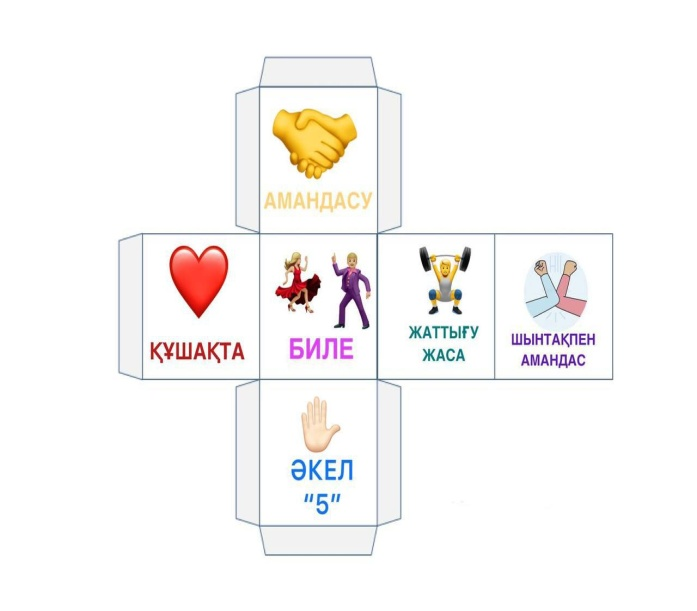 АМАНДАСУ
ҚҰШАҚТА
БИЛЕ
ЖАТТЫҒУ
ЖАСА
ШЫНТАҚПЕН
АМАНДАС
ӘКЕЛ
“5”